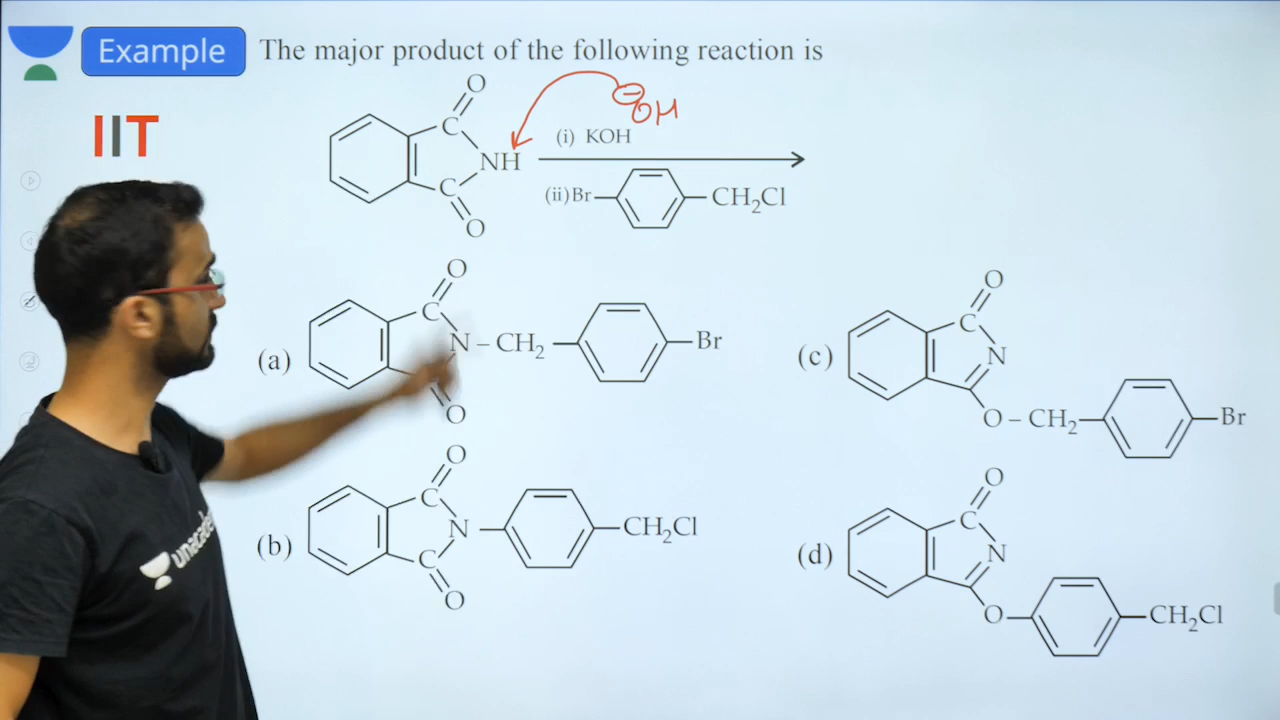 Example
The major product of the following reaction is
IIT
O
C
NH
C
O
⊖OH
(i) KOH
(ii) Br CH2Cl
(a)
O
C
N – CH2 Br
O
(b)
O
C
N CH2Cl
C
O
(c)
O
C
N
O – CH2 Br
(d)
O
C
N
O CH2Cl